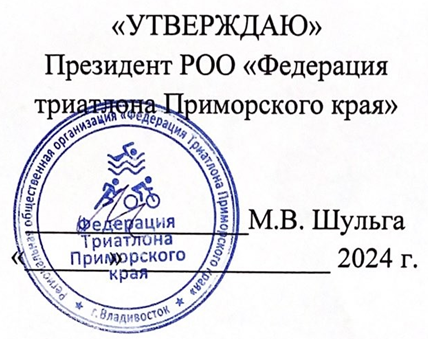 «УТВЕРЖДАЮ»
Президент РОО «Федерация
триатлона Приморского края»
Региональная общественная организация «Федерация Триатлона Приморского края»
Федерация
Триатлона
Приморского
края
г.Владивосток
М.В. Шульга
« » 2024 г.